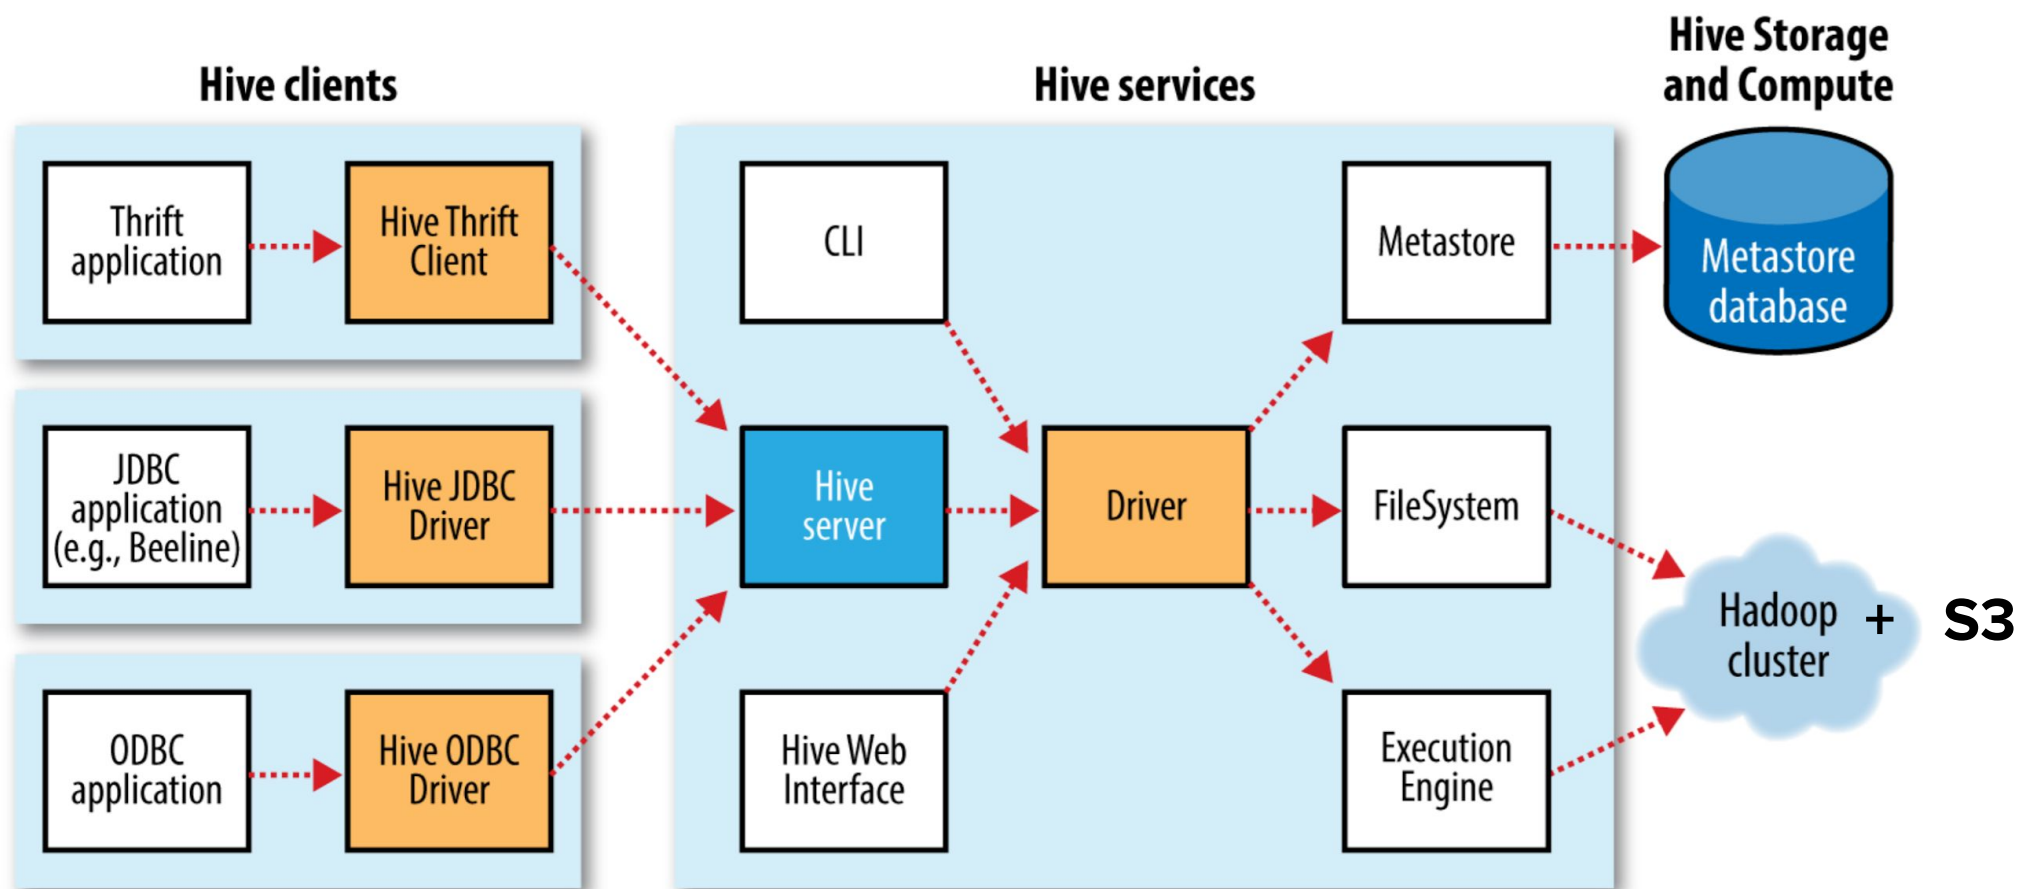 Hive clients
Hive services
Hive Storage
and Compute
Thrift
application
Hive Thrift
Client
CLI
Metastore
Metastore
database
JDBC
application
(e.g., Beeline)
Hive JDBC
Driver
Hive
server
Driver
FileSystem
Hadoop
cluster
+ S3
ODBC
application
Hive ODBC
Driver
Hive Web
Interface
Execution
Engine